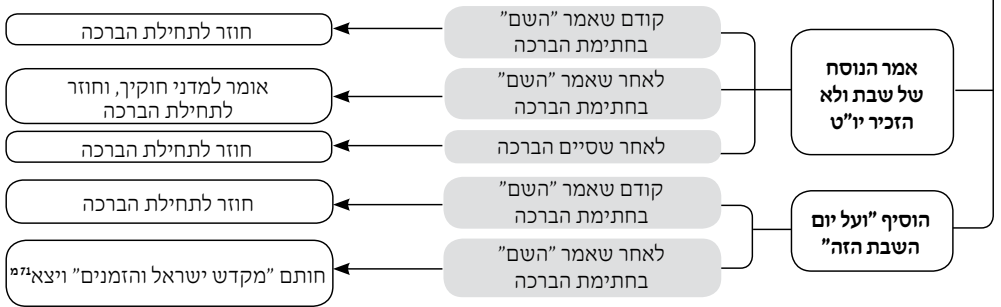 אמר הנוסח
של שבת ולא
הזכיר יו"ט
קודם שאמר "השם"
בחתימת הברכה
חוזר לתחילת הברכה
לאחר שאמר "השם"
בחתימת הברכה
אומר למדני חוקיך, וחוזר
לתחילת הברכה
לאחר שסיים הברכה
חוזר לתחילת הברכה
הוסיף "ועל יום
השבת הזה"
קודם שאמר "השם"
בחתימת הברכה
חוזר לתחילת הברכה
לאחר שאמר "השם"
בחתימת הברכה
חותם "מקדש ישראל והזמנים" ויצא71מ